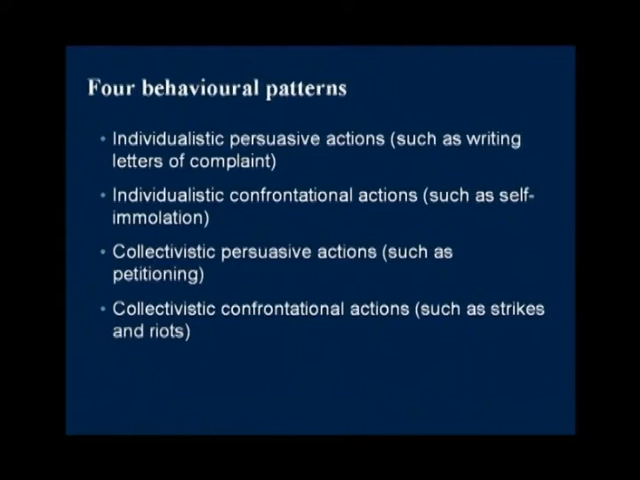 Four behavioural patterns
• Individualistic persuasive actions (such as writing
letters of complaint)
• Individualistic confrontational actions (such as self-
immolation)
• Collectivistic persuasive actions (such as
petitioning)
• Collectivistic confrontational actions (such as strikes
and riots)